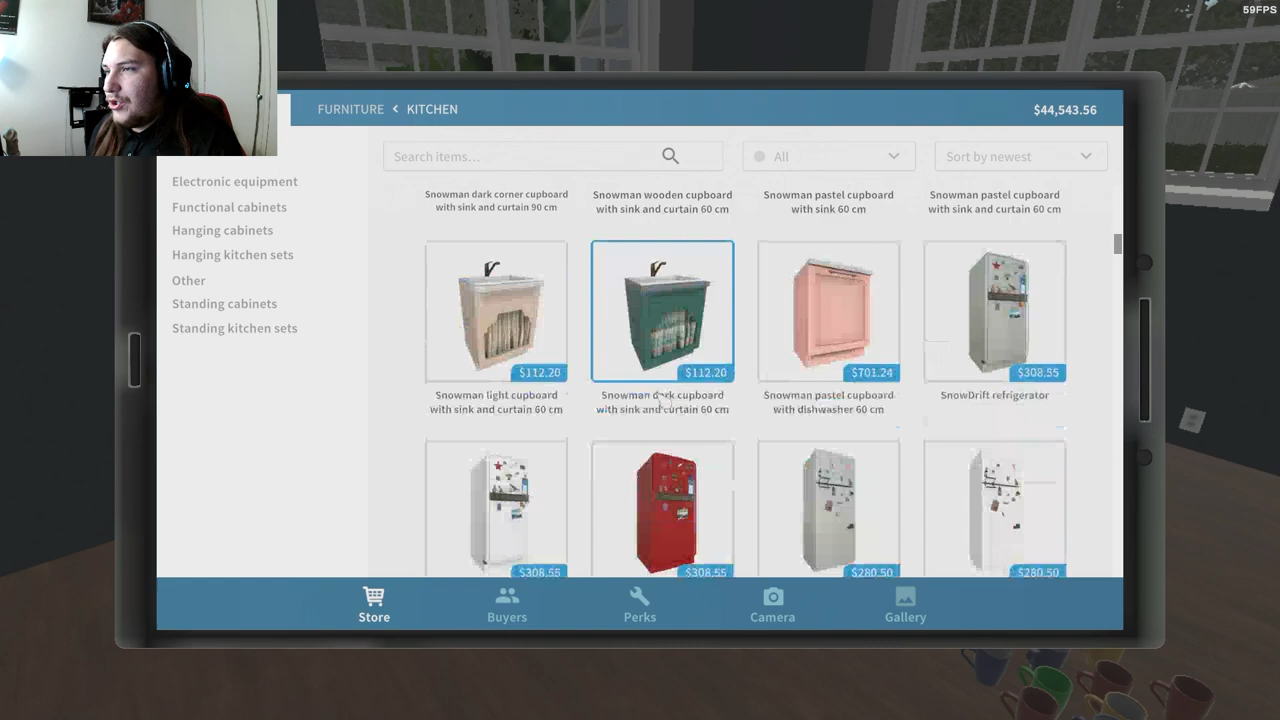 59FPS
FURNITURE < KITCHEN
$44,543.56
Search items...
All
Sort by newest
Electronic equipment
Functional cabinets
Hanging cabinets
Hanging kitchen sets
Other
Standing cabinets
Standing kitchen sets
Snowman dark corner cupboard
with sink and curtain 90 cm
Snowman wooden cupboard
with sink and curtain 60 cm
Snowman pastel cupboard
with sink 60 cm
Snowman pastel cupboard
with sink and curtain 60 cm
$112.20
$112.20
$701.24
$308.55
Snowman light cupboard
with sink and curtain 60 cm
Snowman dark cupboard
with sink and curtain 60 cm
Snowman pastel cupboard
with dishwasher 60 cm
SnowDrift refrigerator
$308.55
$308.55
$280.50
$280.50
Store
Buyers
Perks
Camera
Gallery